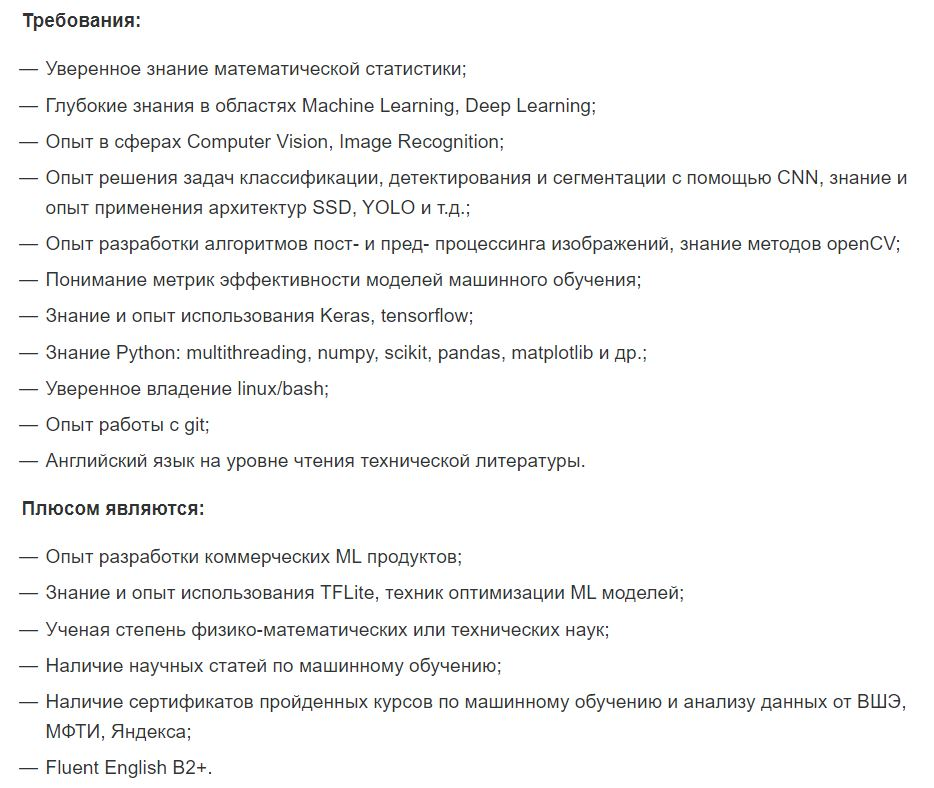 Требования:
— Уверенное знание математической статистики;
— Глубокие знания в областях Machine Learning, Deep Learning;
— Опыт в сферах Computer Vision, Image Recognition;
— Опыт решения задач классификации, детектирования и сегментации с помощью CNN, знание и
опыт применения архитектур SSD, YOLO и т.д.;
— Опыт разработки алгоритмов пост- и пред- процессинга изображений, знание методов openCV;
— Понимание метрик эффективности моделей машинного обучения;
— Знание и опыт использования Keras, tensorflow;
— Знание Python: multithreading, numpy, scikit, pandas, matplotlib и др.;
— Уверенное владение linux/bash;
— Опыт работы с git;
— Английский язык на уровне чтения технической литературы.
Плюсом являются:
— Опыт разработки коммерческих ML продуктов;
— Знание и опыт использования TFLite, техник оптимизации ML моделей;
— Ученая степень физико-математических или технических наук;
— Наличие научных статей по машинному обучению;
— Наличие сертификатов пройденных курсов по машинному обучению и анализу данных от ВШЭ,
МФТИ, Яндекса;
— Fluent English B2+.